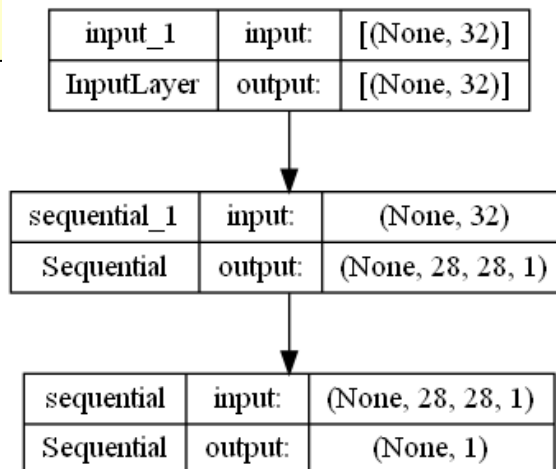 input_1 input: [(None, 32)]
InputLayer output: [(None, 32)]
sequential_1 input: (None, 32)
Sequential output: (None, 28, 28, 1)
sequential input: (None, 28, 28, 1)
Sequential output: (None, 1)